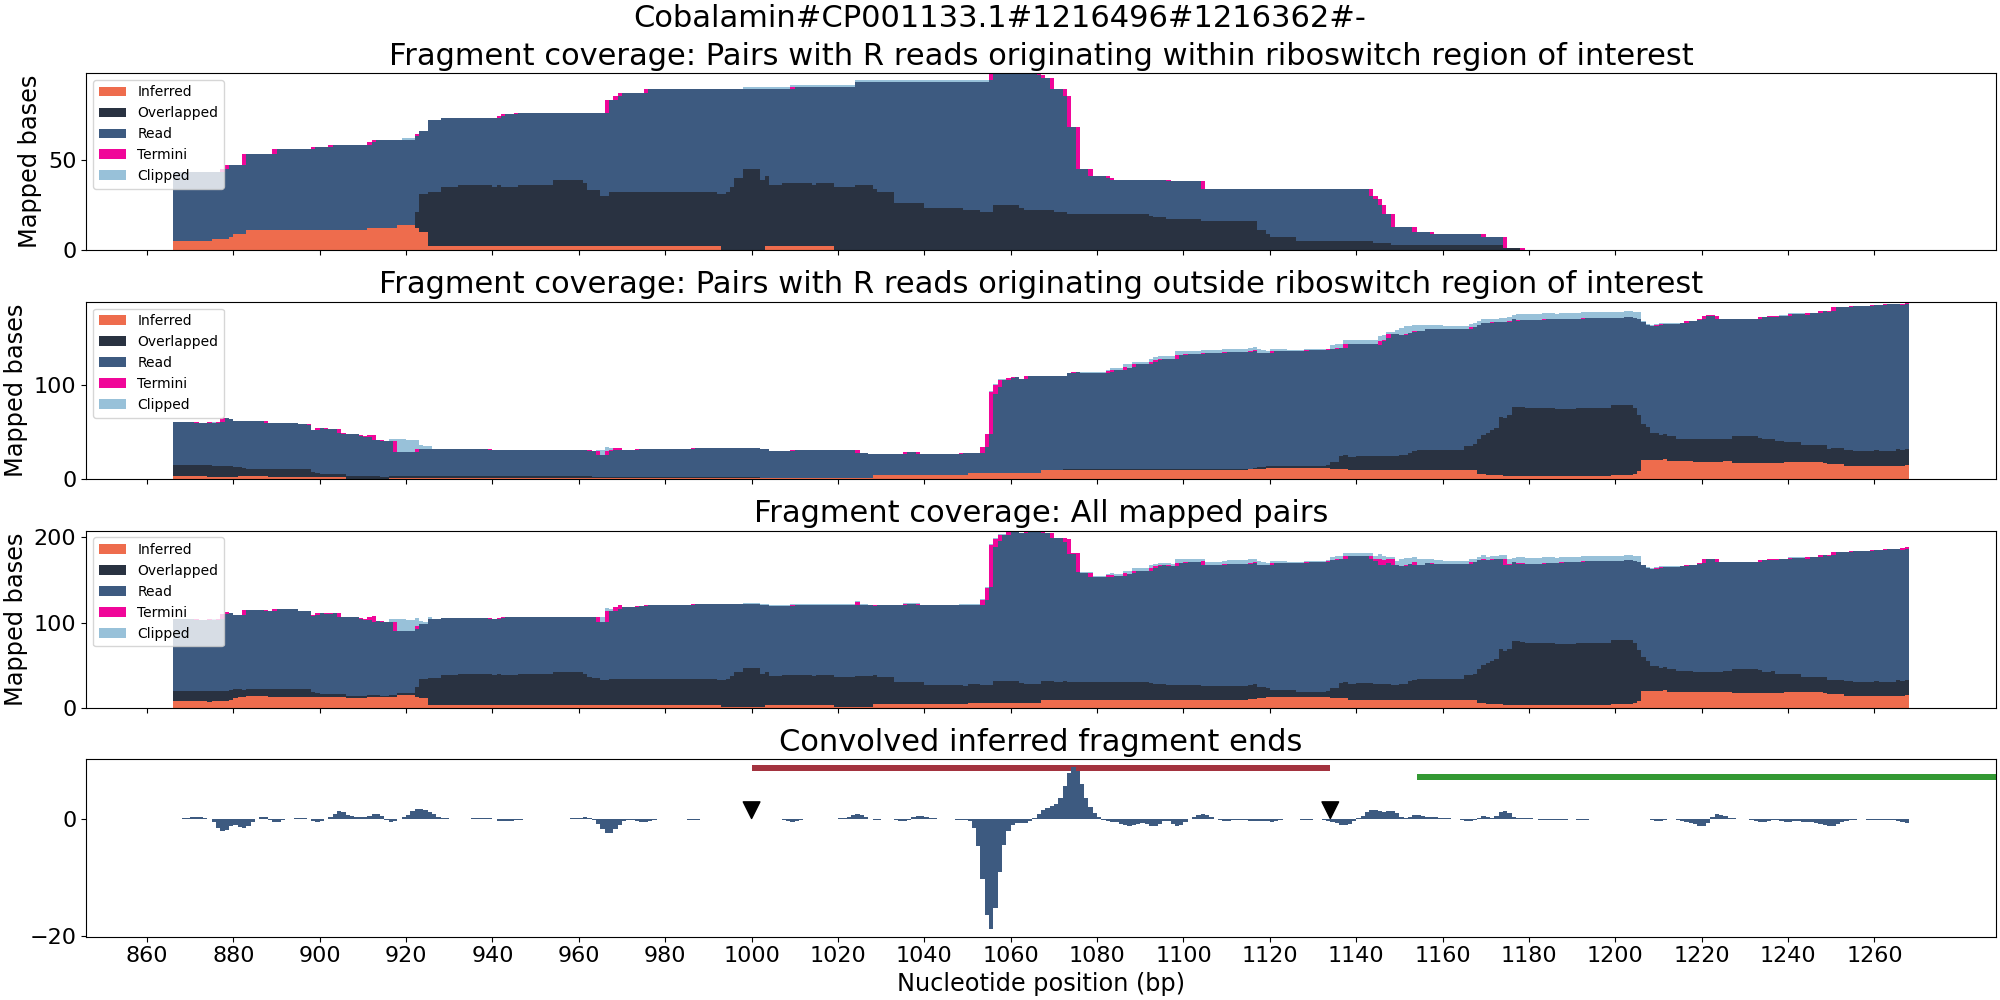 Cobalamin#CP001133.1#1216496#1216362#-
Fragment coverage: Pairs with R reads originating within riboswitch region of interest
Mapped bases
50
0
Inferred
Overlapped
Read
Termini
Clipped
Fragment coverage: Pairs with R reads originating outside riboswitch region of interest
Mapped bases
100
0
Inferred
Overlapped
Read
Termini
Clipped
Fragment coverage: All mapped pairs
Mapped bases
200
100
0
Inferred
Overlapped
Read
Termini
Clipped
Convolved inferred fragment ends
0
−20
860 880 900 920 940 960 980 1000 1020 1040 1060 1080 1100 1120 1140 1160 1180 1200 1220 1240 1260
Nucleotide position (bp)